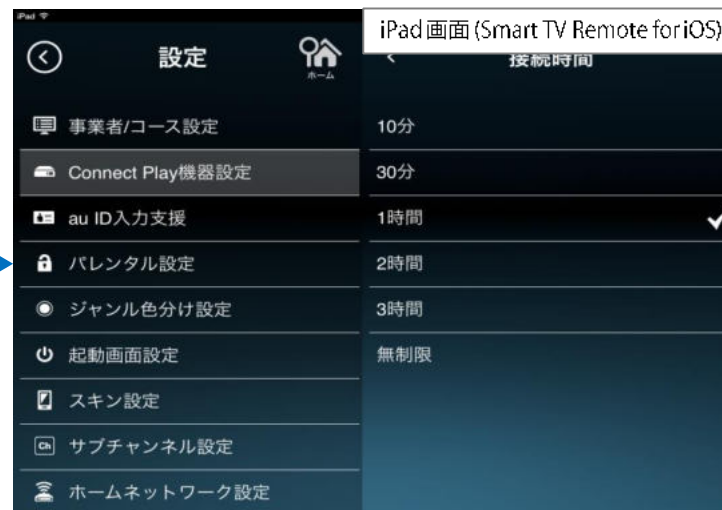 iPad
iPad 画面 (Smart TV Remote for iOS)
設定
ホーム
事業者/コース設定
Connect Play機器設定
au ID入力支援
パレンタル設定
ジャンル色分け設定
起動画面設定
スキン設定
Ch
サブチャンネル設定
ホームネットワーク設定
接続時間
10分
30分
1時間
2時間
3時間
無制限